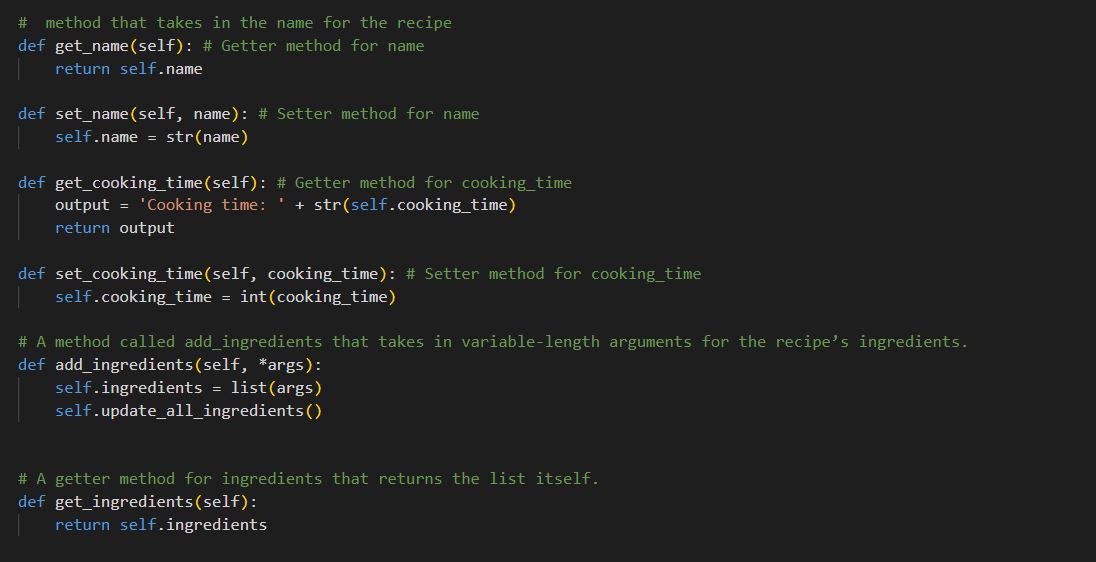 #  method that takes in the name for the recipe
def get_name(self): # Getter method for name
    return self.name
def set_name(self, name): # Setter method for name
    self.name = str(name)
def get_cooking_time(self): # Getter method for cooking_time
    output = 'Cooking time: ' + str(self.cooking_time)
    return output
def set_cooking_time(self, cooking_time): # Setter method for cooking_time
    self.cooking_time = int(cooking_time)
# A method called add_ingredients that takes in variable-length arguments for the recipe’s ingredients.
def add_ingredients(self, *args):
    self.ingredients = list(args)
    self.update_all_ingredients()
# A getter method for ingredients that returns the list itself.
def get_ingredients(self):
    return self.ingredients